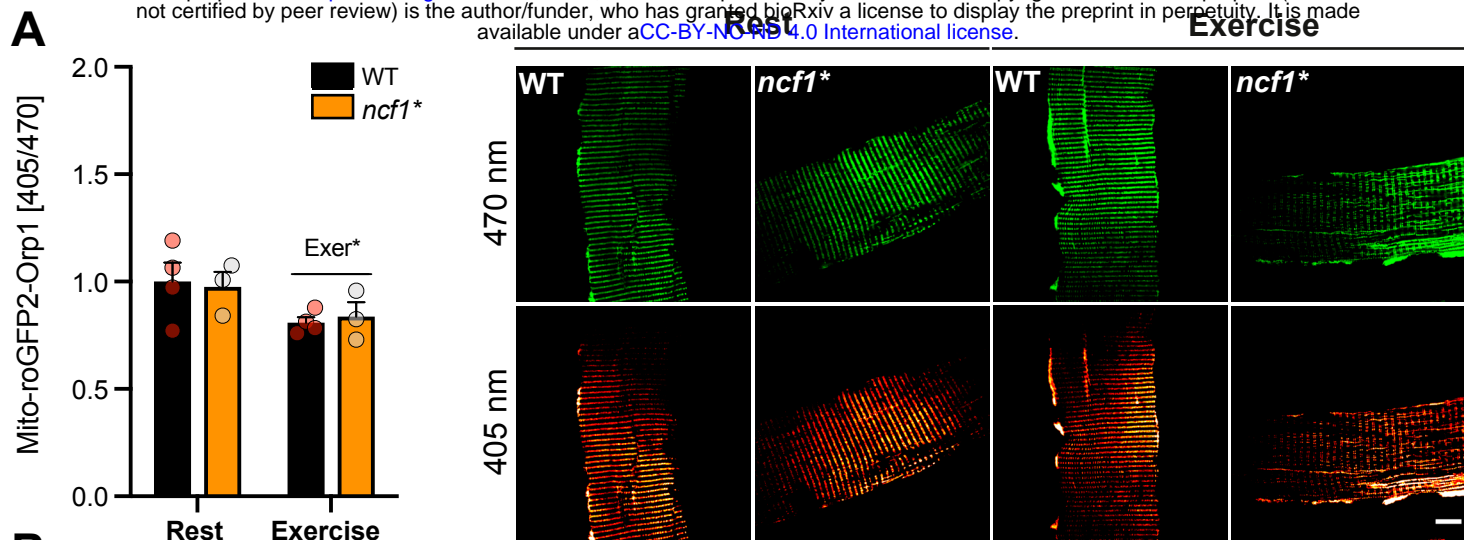 not certified by peer review) is the author/funder, who has granted bioRxiv a license to display the preprint in perpetuity. It is made
available under aCC-BY-NC-ND 4.0 International license.
A
Rest
Exercise
Mito-roGFP2-Orp1 [405/470]
2.0
1.5
1.0
0.5
0.0
WT
ncf1*
Exer*
Rest
Exercise
WT
ncf1*
WT
ncf1*
470 nm
405 nm